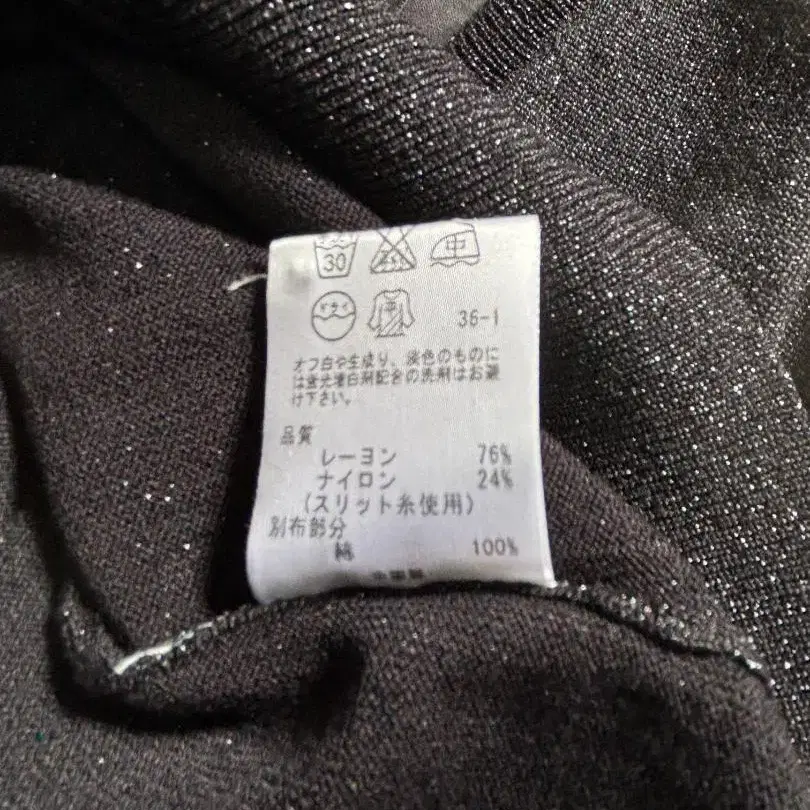 30
中
36-1
オフ白や生成り、淡色のものに
は蛍光増白剤配合の洗剤はお避
け下さい。
品質
レーヨン 76%
ナイロン 24%
(スリット糸使用)
別布部分
綿 100%